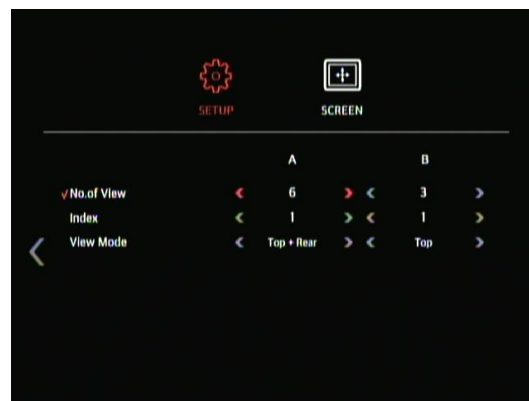 SETUP SCREEN
A B
No.of View 6 3
Index 1 1
View Mode Top + Rear Top